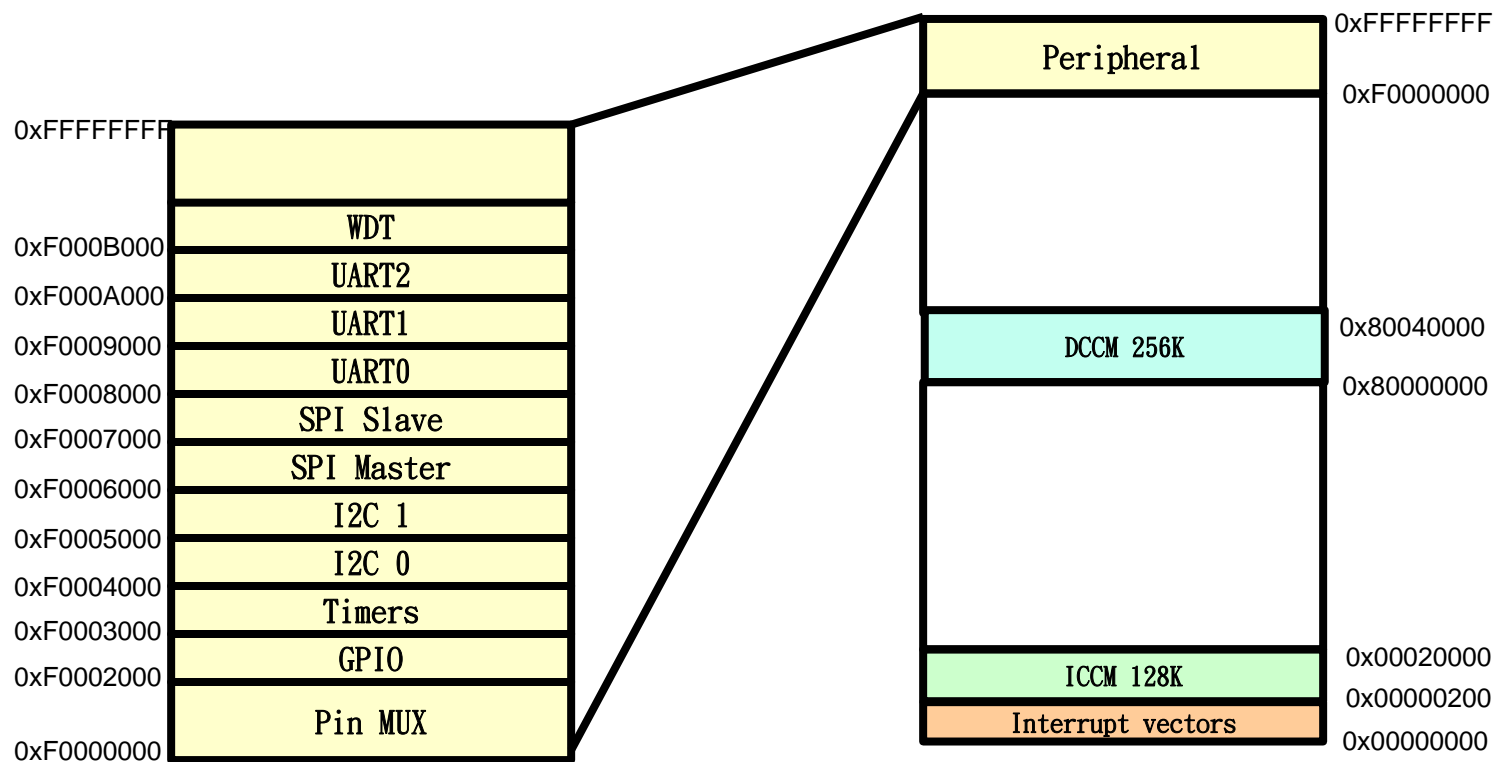 0xFFFFFFFF
Peripheral
0xF0000000
0xFFFFFFFF
WDT
0xF000B000
UART2
0xF000A000
UART1
0xF0009000
UART0
0xF0008000
SPI Slave
0xF0007000
SPI Master
0xF0006000
I2C 1
0xF0005000
I2C 0
0xF0004000
Timers
0xF0003000
GPIO
0xF0002000
Pin MUX
0xF0000000
0x80040000
DCCM 256K
0x80000000
0x00020000
ICCM 128K
0x00000200
Interrupt vectors
0x00000000